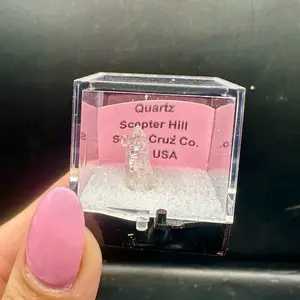 Quartz
Scepter Hill
Cruz Co.
USA